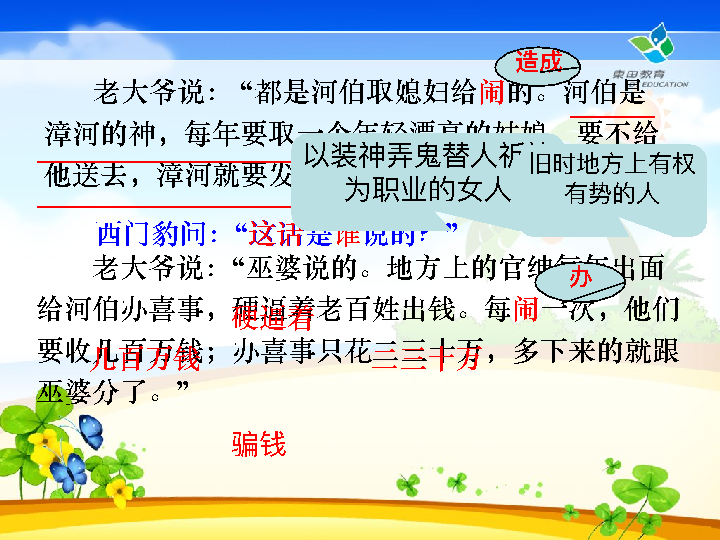 造成
東田教育
EDUCATION
老大爷说：“都是河伯取媳妇给闹的。河伯是
漳河的神，每年要取一个年轻漂亮的姑娘。要不给
他送去，漳河就要发
以装神弄鬼替人祈
为职业的女人
旧时地方上有权
有势的人
西门豹问：“这话是谁说的？”
老大爷说：“巫婆说的。地方上的官绅每年出面
办
给河伯办喜事，硬逼着老百姓出钱。每闹一次，他们
硬逼着
要收几百万钱；办喜事只花二三十万，多下来的就跟
几百万钱
二三十万
巫婆分了。”
骗钱